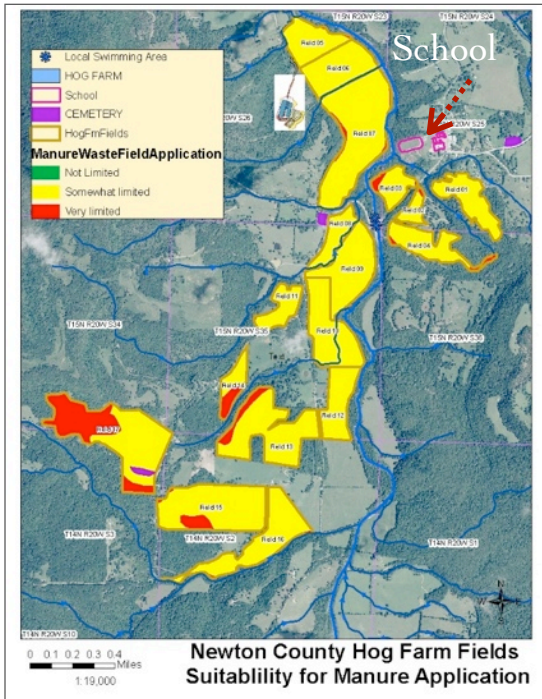 T15N R20W S23
T15N R20W S24
School
Local Swimming Area
HOG FARM
School
CEMETERY
HogFrmFields
ManureWasteFieldApplication
Not Limited
Somewhat limited
Very limited
Field 05
Field 06
Field 07
Field 03
Field 01
Field 04
Field 09
Field 11
T15N R20W S35
T15N R20W S34
T15N R20W S36
Field 12
Field 13
Field 15
Field 16
T14N R20W S3
T14N R20W S2
T14N R20W S1
T14N R20W S10
N
W
E
S
0 0.1 0.2 0.3 0.4
Miles
1:19,000
Newton County Hog Farm Fields
Suitablility for Manure Application